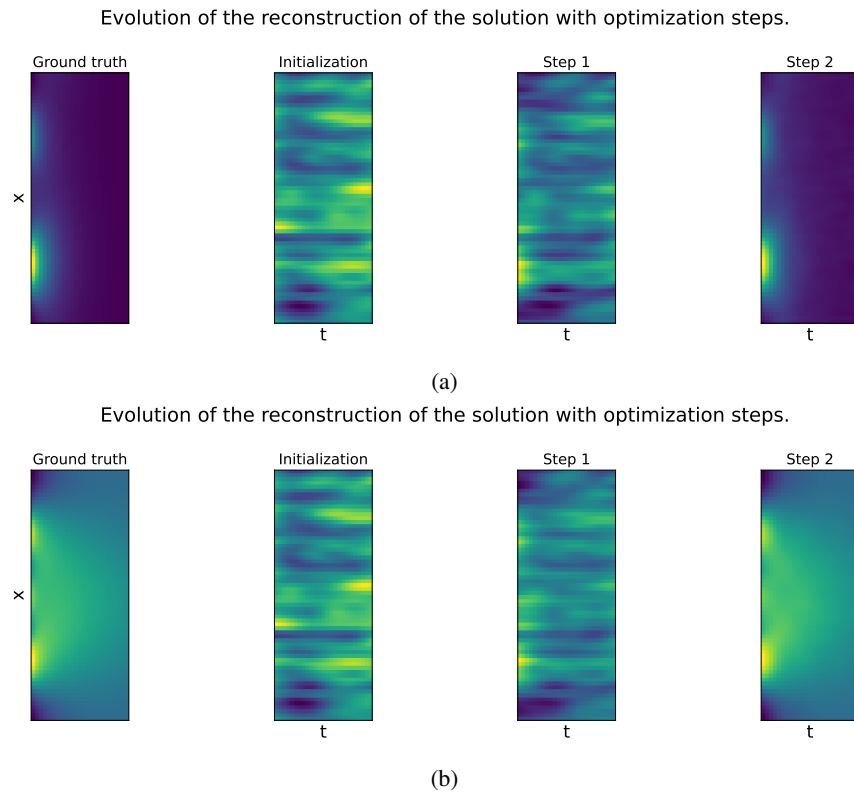 Evolution of the reconstruction of the solution with optimization steps.
Ground truth Initialization Step 1 Step 2
x
t t t
(a)
Evolution of the reconstruction of the solution with optimization steps.
Ground truth Initialization Step 1 Step 2
x
t t t
(b)